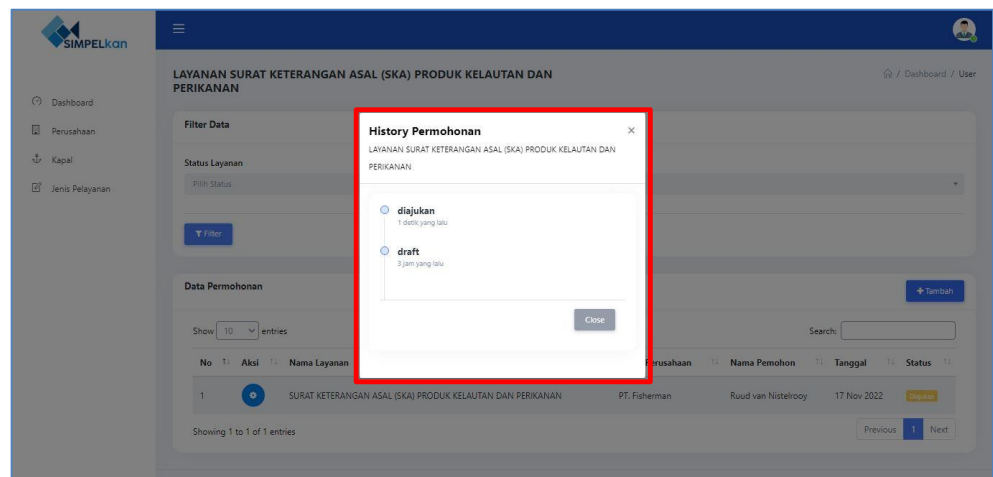 SIMPELkan
LAYANAN SURAT KETERANGAN ASAL (SKA) PRODUK KELAUTAN DAN
PERIKANAN
/ Dashboard / User
Dashboard
Perusahaan
Kapal
Jenis Pelayanan
Filter Data
Status Layanan
Pilih Status
Filter
History Permohonan
×
LAYANAN SURAT KETERANGAN ASAL (SKA) PRODUK KELAUTAN DAN
PERIKANAN
diajukan
1 detik yang lalu
draft
3 jam yang lalu
Close
Data Permohonan
+ Tambah
Show 10 entries
Search:
No Aksi Nama Layanan Perusahaan Nama Pemohon Tanggal Status
1 SURAT KETERANGAN ASAL (SKA) PRODUK KELAUTAN DAN PERIKANAN PT. Fisherman Ruud van Nistelrooy 17 Nov 2022 Diajukan
Showing 1 to 1 of 1 entries
Previous 1 Next